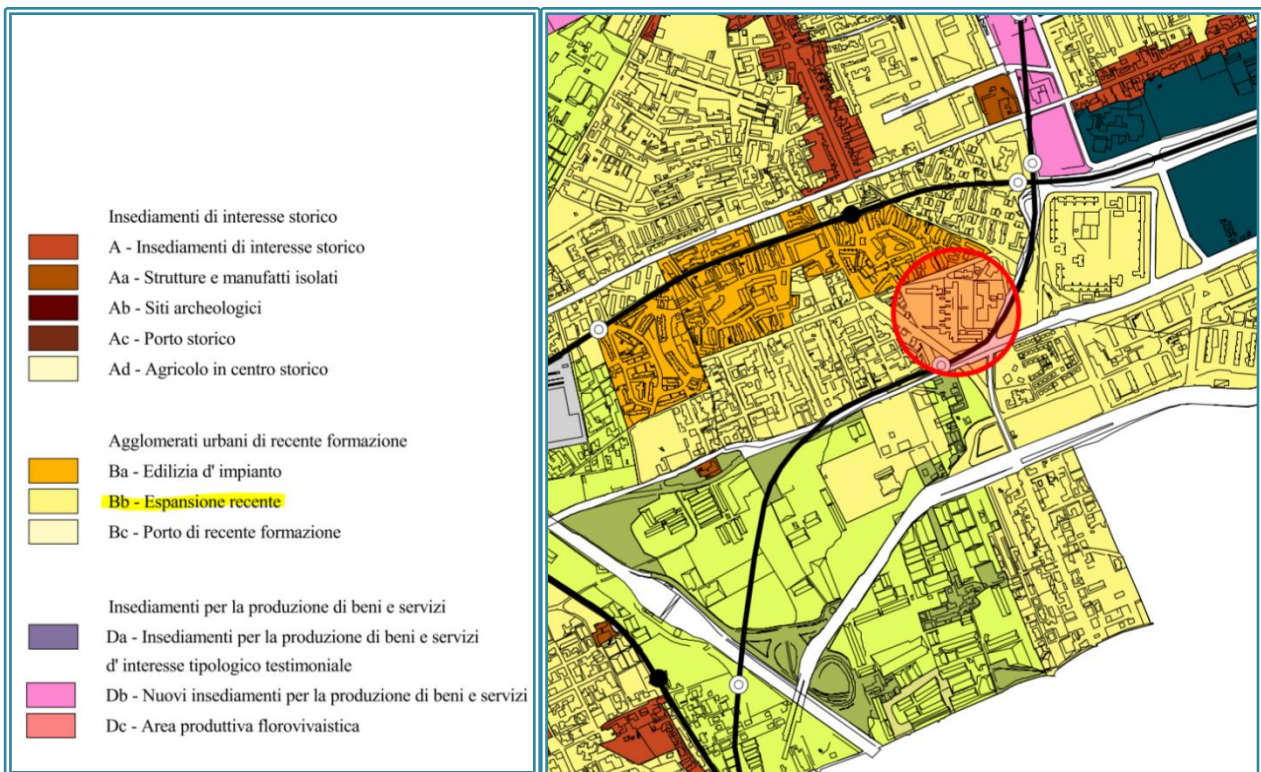 Insediamenti di interesse storico
A - Insediamenti di interesse storico
Aa - Strutture e manufatti isolati
Ab - Siti archeologici
Ac - Porto storico
Ad - Agricolo in centro storico
Agglomerati urbani di recente formazione
Ba - Edilizia d' impianto
Bb - Espansione recente
Bc - Porto di recente formazione
Insediamenti per la produzione di beni e servizi
Da - Insediamenti per la produzione di beni e servizi
d' interesse tipologico testimoniale
Db - Nuovi insediamenti per la produzione di beni e servizi
Dc - Area produttiva florovivaistica